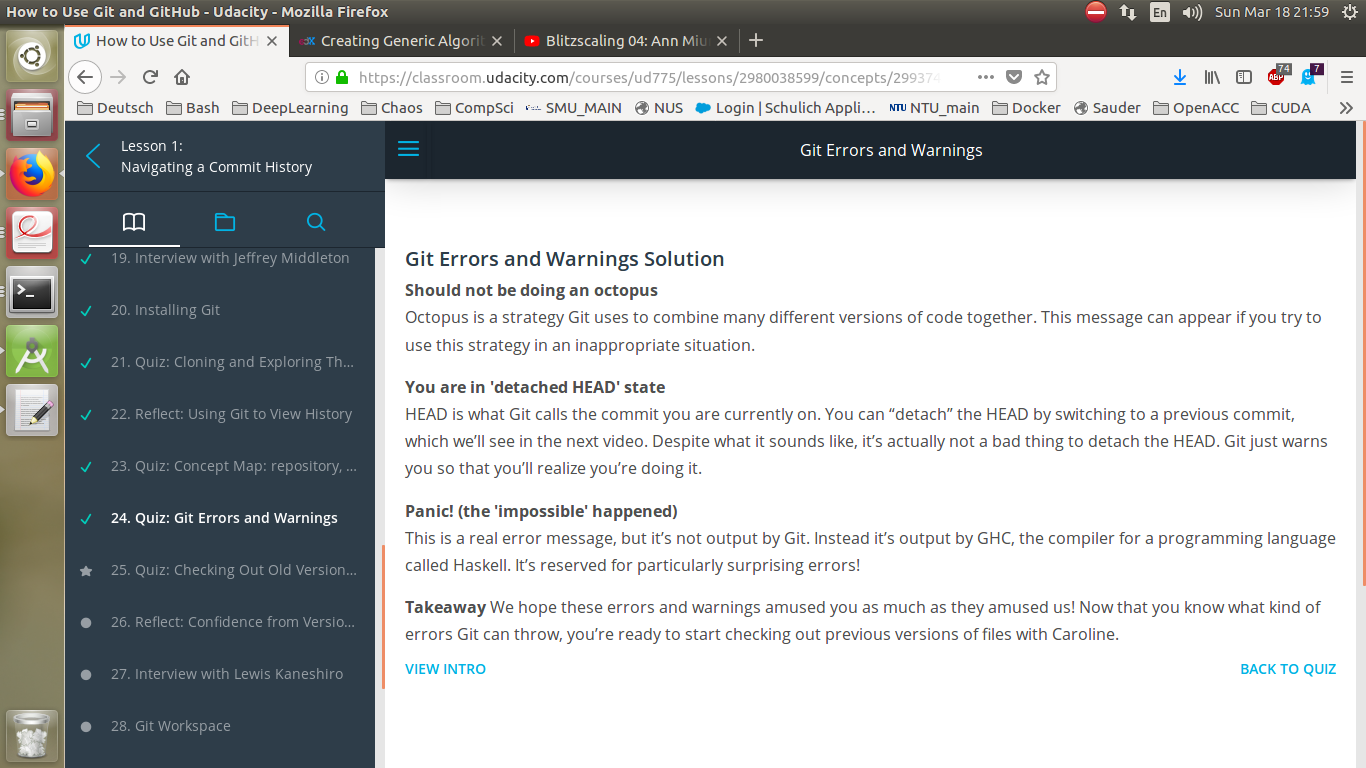 How to Use Git and GitHub - Udacity - Mozilla Firefox
En
Sun Mar 18 21:59
How to Use Git and GitH
Creating Generic Algorit
Blitzscaling 04: Ann Miu
https://classroom.udacity.com/courses/ud775/lessons/2980038599/concepts/299374
ABP
74
7
Deutsch
Bash
DeepLearning
Chaos
CompSci
SMU_MAIN
NUS
Login | Schulich Appli...
NTU
NTU_main
Docker
Sauder
OpenACC
CUDA
Lesson 1:
Navigating a Commit History
Git Errors and Warnings
19. Interview with Jeffrey Middleton
20. Installing Git
21. Quiz: Cloning and Exploring Th...
22. Reflect: Using Git to View History
23. Quiz: Concept Map: repository, ...
24. Quiz: Git Errors and Warnings
25. Quiz: Checking Out Old Version...
26. Reflect: Confidence from Versio...
27. Interview with Lewis Kaneshiro
28. Git Workspace
Git Errors and Warnings Solution
Should not be doing an octopus
Octopus is a strategy Git uses to combine many different versions of code together. This message can appear if you try to
use this strategy in an inappropriate situation.
You are in 'detached HEAD' state
HEAD is what Git calls the commit you are currently on. You can “detach” the HEAD by switching to a previous commit,
which we’ll see in the next video. Despite what it sounds like, it’s actually not a bad thing to detach the HEAD. Git just warns
you so that you’ll realize you’re doing it.
Panic! (the 'impossible' happened)
This is a real error message, but it’s not output by Git. Instead it’s output by GHC, the compiler for a programming language
called Haskell. It’s reserved for particularly surprising errors!
Takeaway We hope these errors and warnings amused you as much as they amused us! Now that you know what kind of
errors Git can throw, you’re ready to start checking out previous versions of files with Caroline.
VIEW INTRO
BACK TO QUIZ